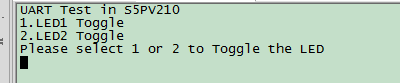 UART Test in S5PV210
1.LED1 Toggle
2.LED2 Toggle
Please select 1 or 2 to Toggle the LED